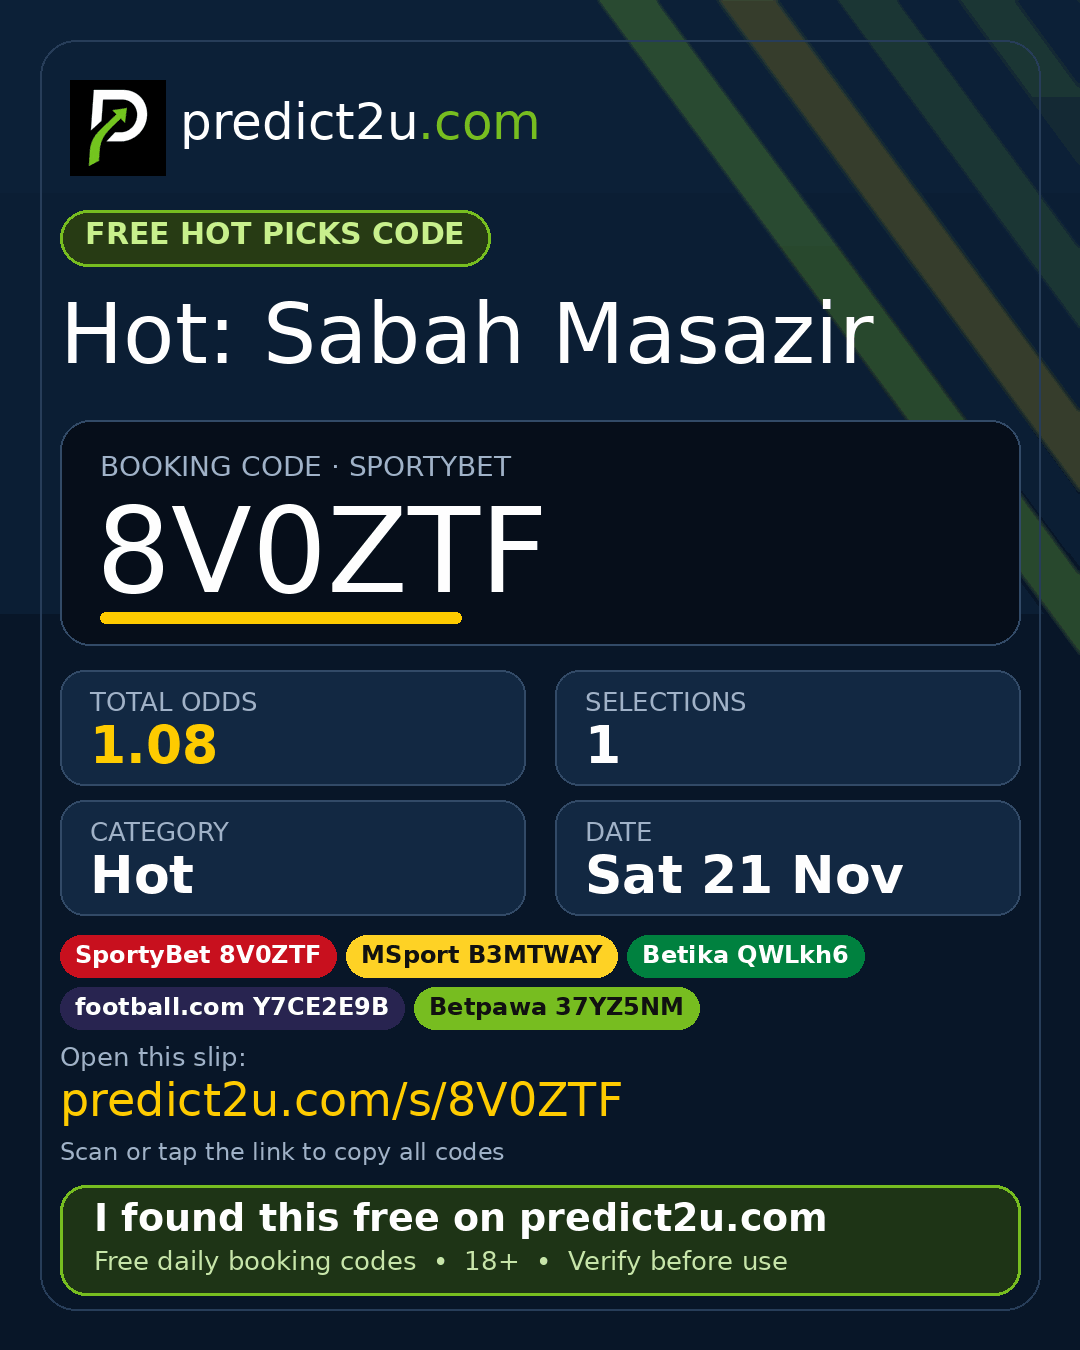 predict2u.com
FREE HOT PICKS CODE
Hot: Sabah Masazir
BOOKING CODE · SPORTYBET
8V0ZTF
TOTAL ODDS
1.08
SELECTIONS
1
CATEGORY
Hot
DATE
Sat 21 Nov
SportyBet 8V0ZTF
MSport B3MTWAY
Betika QWLkh6
football.com Y7CE2E9B
Betpawa 37YZ5NM
Open this slip:
predict2u.com/s/8V0ZTF
Scan or tap the link to copy all codes
I found this free on predict2u.com
Free daily booking codes • 18+ • Verify before use